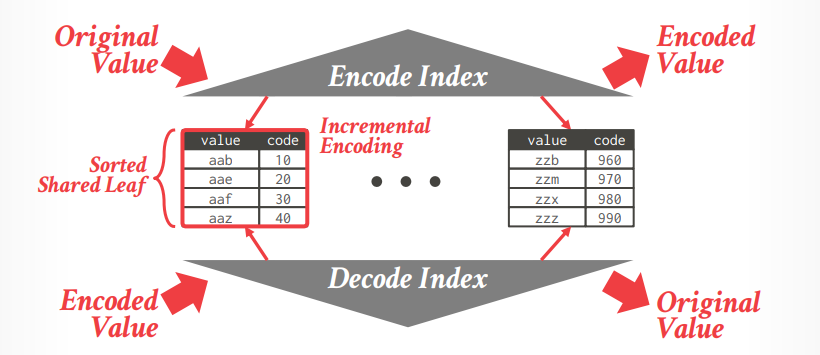 Original
Value
Encode Index
Encoded
Value
Incremental
Encoding
Sorted
Shared Leaf
value code
aab 10
aae 20
aaf 30
aaz 40
value code
zzb 960
zzm 970
zzx 980
zzz 990
Encoded
Value
Decode Index
Original
Value